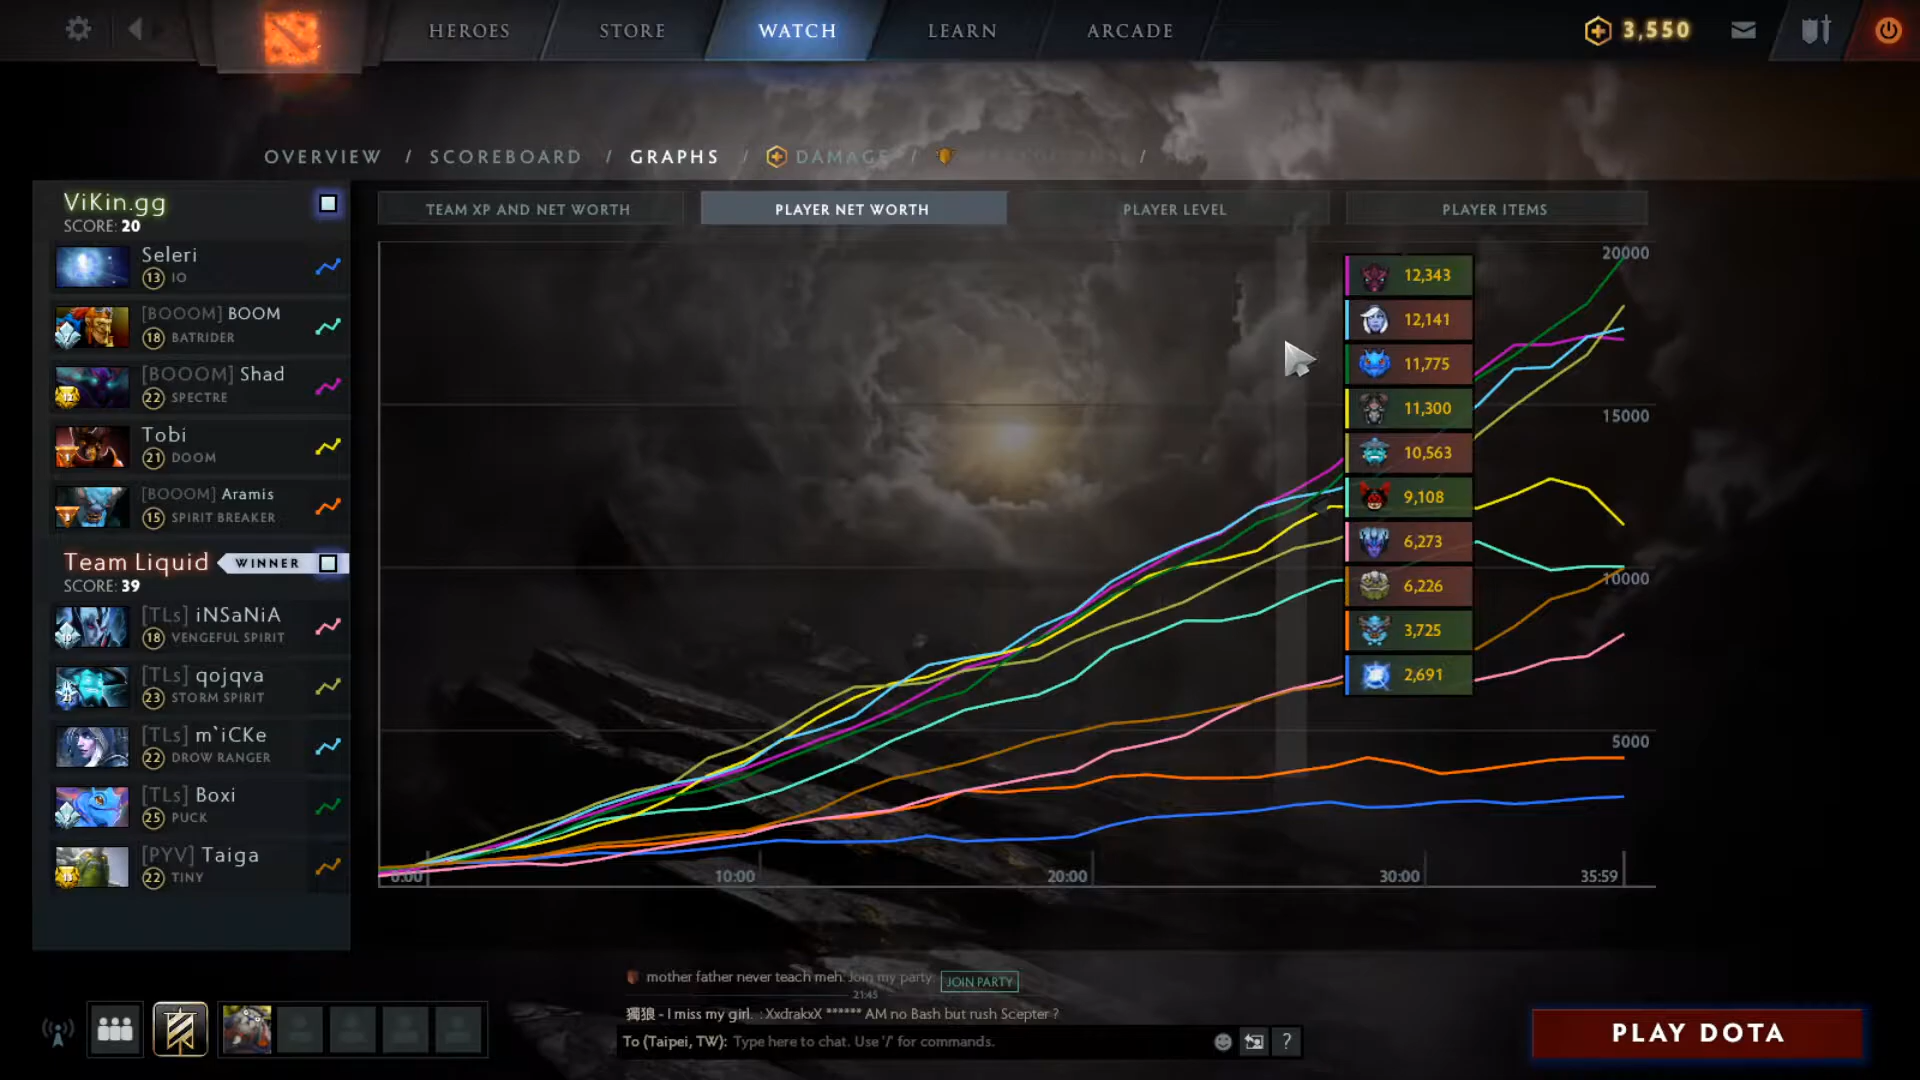 HEROES
STORE
WATCH
LEARN
ARCADE
3,550
OVERVIEW / SCOREBOARD / GRAPHS / DAMAGE / /
ViKin.gg
SCORE: 20
Seleri
13 IO
[BOOOM] BOOM
18 BATRIDER
[BOOOM] Shad
22 SPECTRE
Tobi
21 DOOM
[BOOOM] Aramis
15 SPIRIT BREAKER
Team Liquid WINNER
SCORE: 39
[TLs] iNSaNiA
18 VENGEFUL SPIRIT
[TLs] qojqva
23 STORM SPIRIT
[TLs] m`iCKe
22 DROW RANGER
[TLs] Boxi
25 PUCK
[PYV] Taiga
22 TINY
TEAM XP AND NET WORTH
PLAYER NET WORTH
PLAYER LEVEL
PLAYER ITEMS
12,343
12,141
11,775
11,300
10,563
9,108
6,273
6,226
3,725
2,691
20000
15000
10000
5000
0:00
10:00
20:00
30:00
35:59
mother father never teach meh: Join my party. JOIN PARTY
21:45
獨狼 - I miss my girl. : XxdrakxX ****** AM no Bash but rush Scepter ?
To (Taipei, TW): Type here to chat. Use '/' for commands.
?
PLAY DOTA